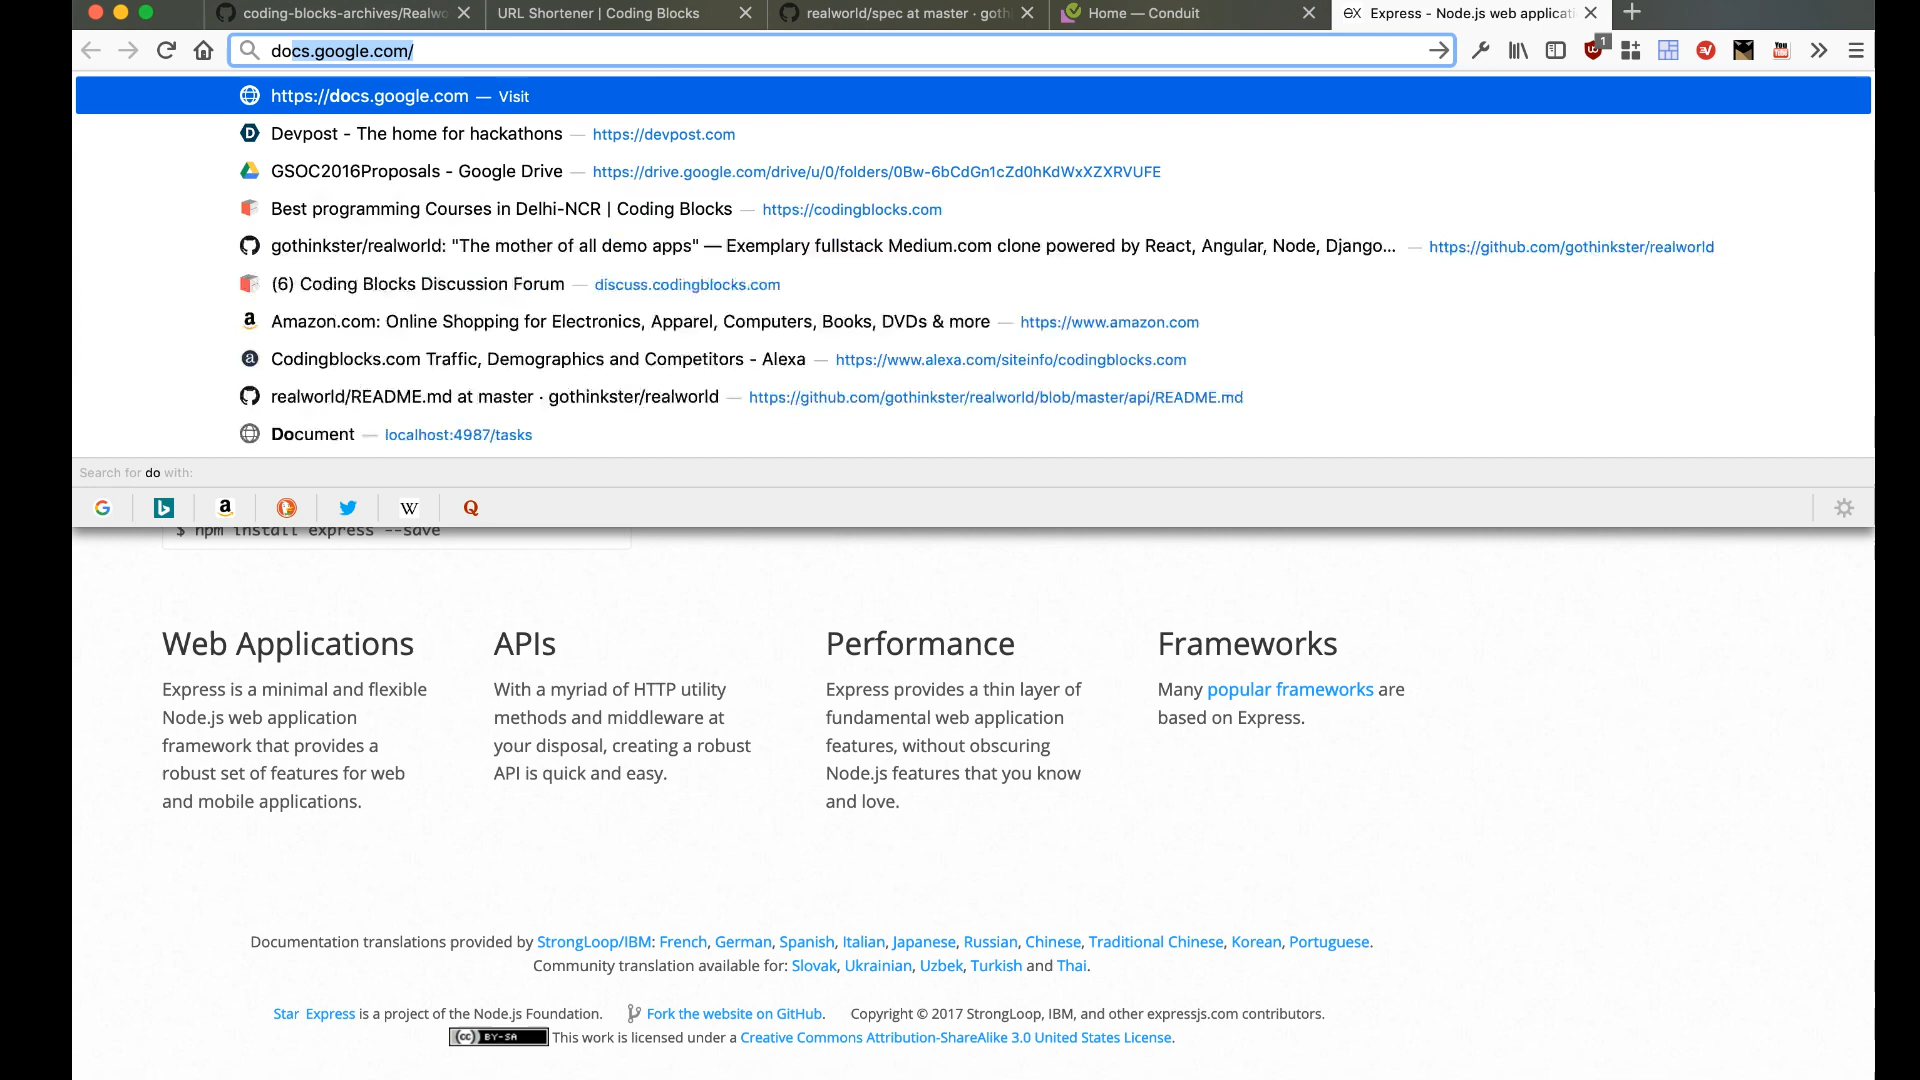 coding-blocks-archives/Realwo
URL Shortener | Coding Blocks
realworld/spec at master · goth
Home — Conduit
Express - Node.js web applicati
docs.google.com/
1
https://docs.google.com — Visit
Devpost - The home for hackathons — https://devpost.com
GSOC2016Proposals - Google Drive — https://drive.google.com/drive/u/0/folders/0Bw-6bCdGn1cZd0hKdWxXZXRVUFE
Best programming Courses in Delhi-NCR | Coding Blocks — https://codingblocks.com
gothinkster/realworld: "The mother of all demo apps" — Exemplary fullstack Medium.com clone powered by React, Angular, Node, Django... — https://github.com/gothinkster/realworld
(6) Coding Blocks Discussion Forum — discuss.codingblocks.com
Amazon.com: Online Shopping for Electronics, Apparel, Computers, Books, DVDs & more — https://www.amazon.com
Codingblocks.com Traffic, Demographics and Competitors - Alexa — https://www.alexa.com/siteinfo/codingblocks.com
realworld/README.md at master · gothinkster/realworld — https://github.com/gothinkster/realworld/blob/master/api/README.md
Document — localhost:4987/tasks
Search for do with:
$ npm install express --save
Web Applications
Express is a minimal and flexible
Node.js web application
framework that provides a
robust set of features for web
and mobile applications.
APIs
With a myriad of HTTP utility
methods and middleware at
your disposal, creating a robust
API is quick and easy.
Performance
Express provides a thin layer of
fundamental web application
features, without obscuring
Node.js features that you know
and love.
Frameworks
Many popular frameworks are
based on Express.
Documentation translations provided by StrongLoop/IBM: French, German, Spanish, Italian, Japanese, Russian, Chinese, Traditional Chinese, Korean, Portuguese.
Community translation available for: Slovak, Ukrainian, Uzbek, Turkish and Thai.
Star Express is a project of the Node.js Foundation. Fork the website on GitHub. Copyright © 2017 StrongLoop, IBM, and other expressjs.com contributors.
(cc) BY-SA This work is licensed under a Creative Commons Attribution-ShareAlike 3.0 United States License.